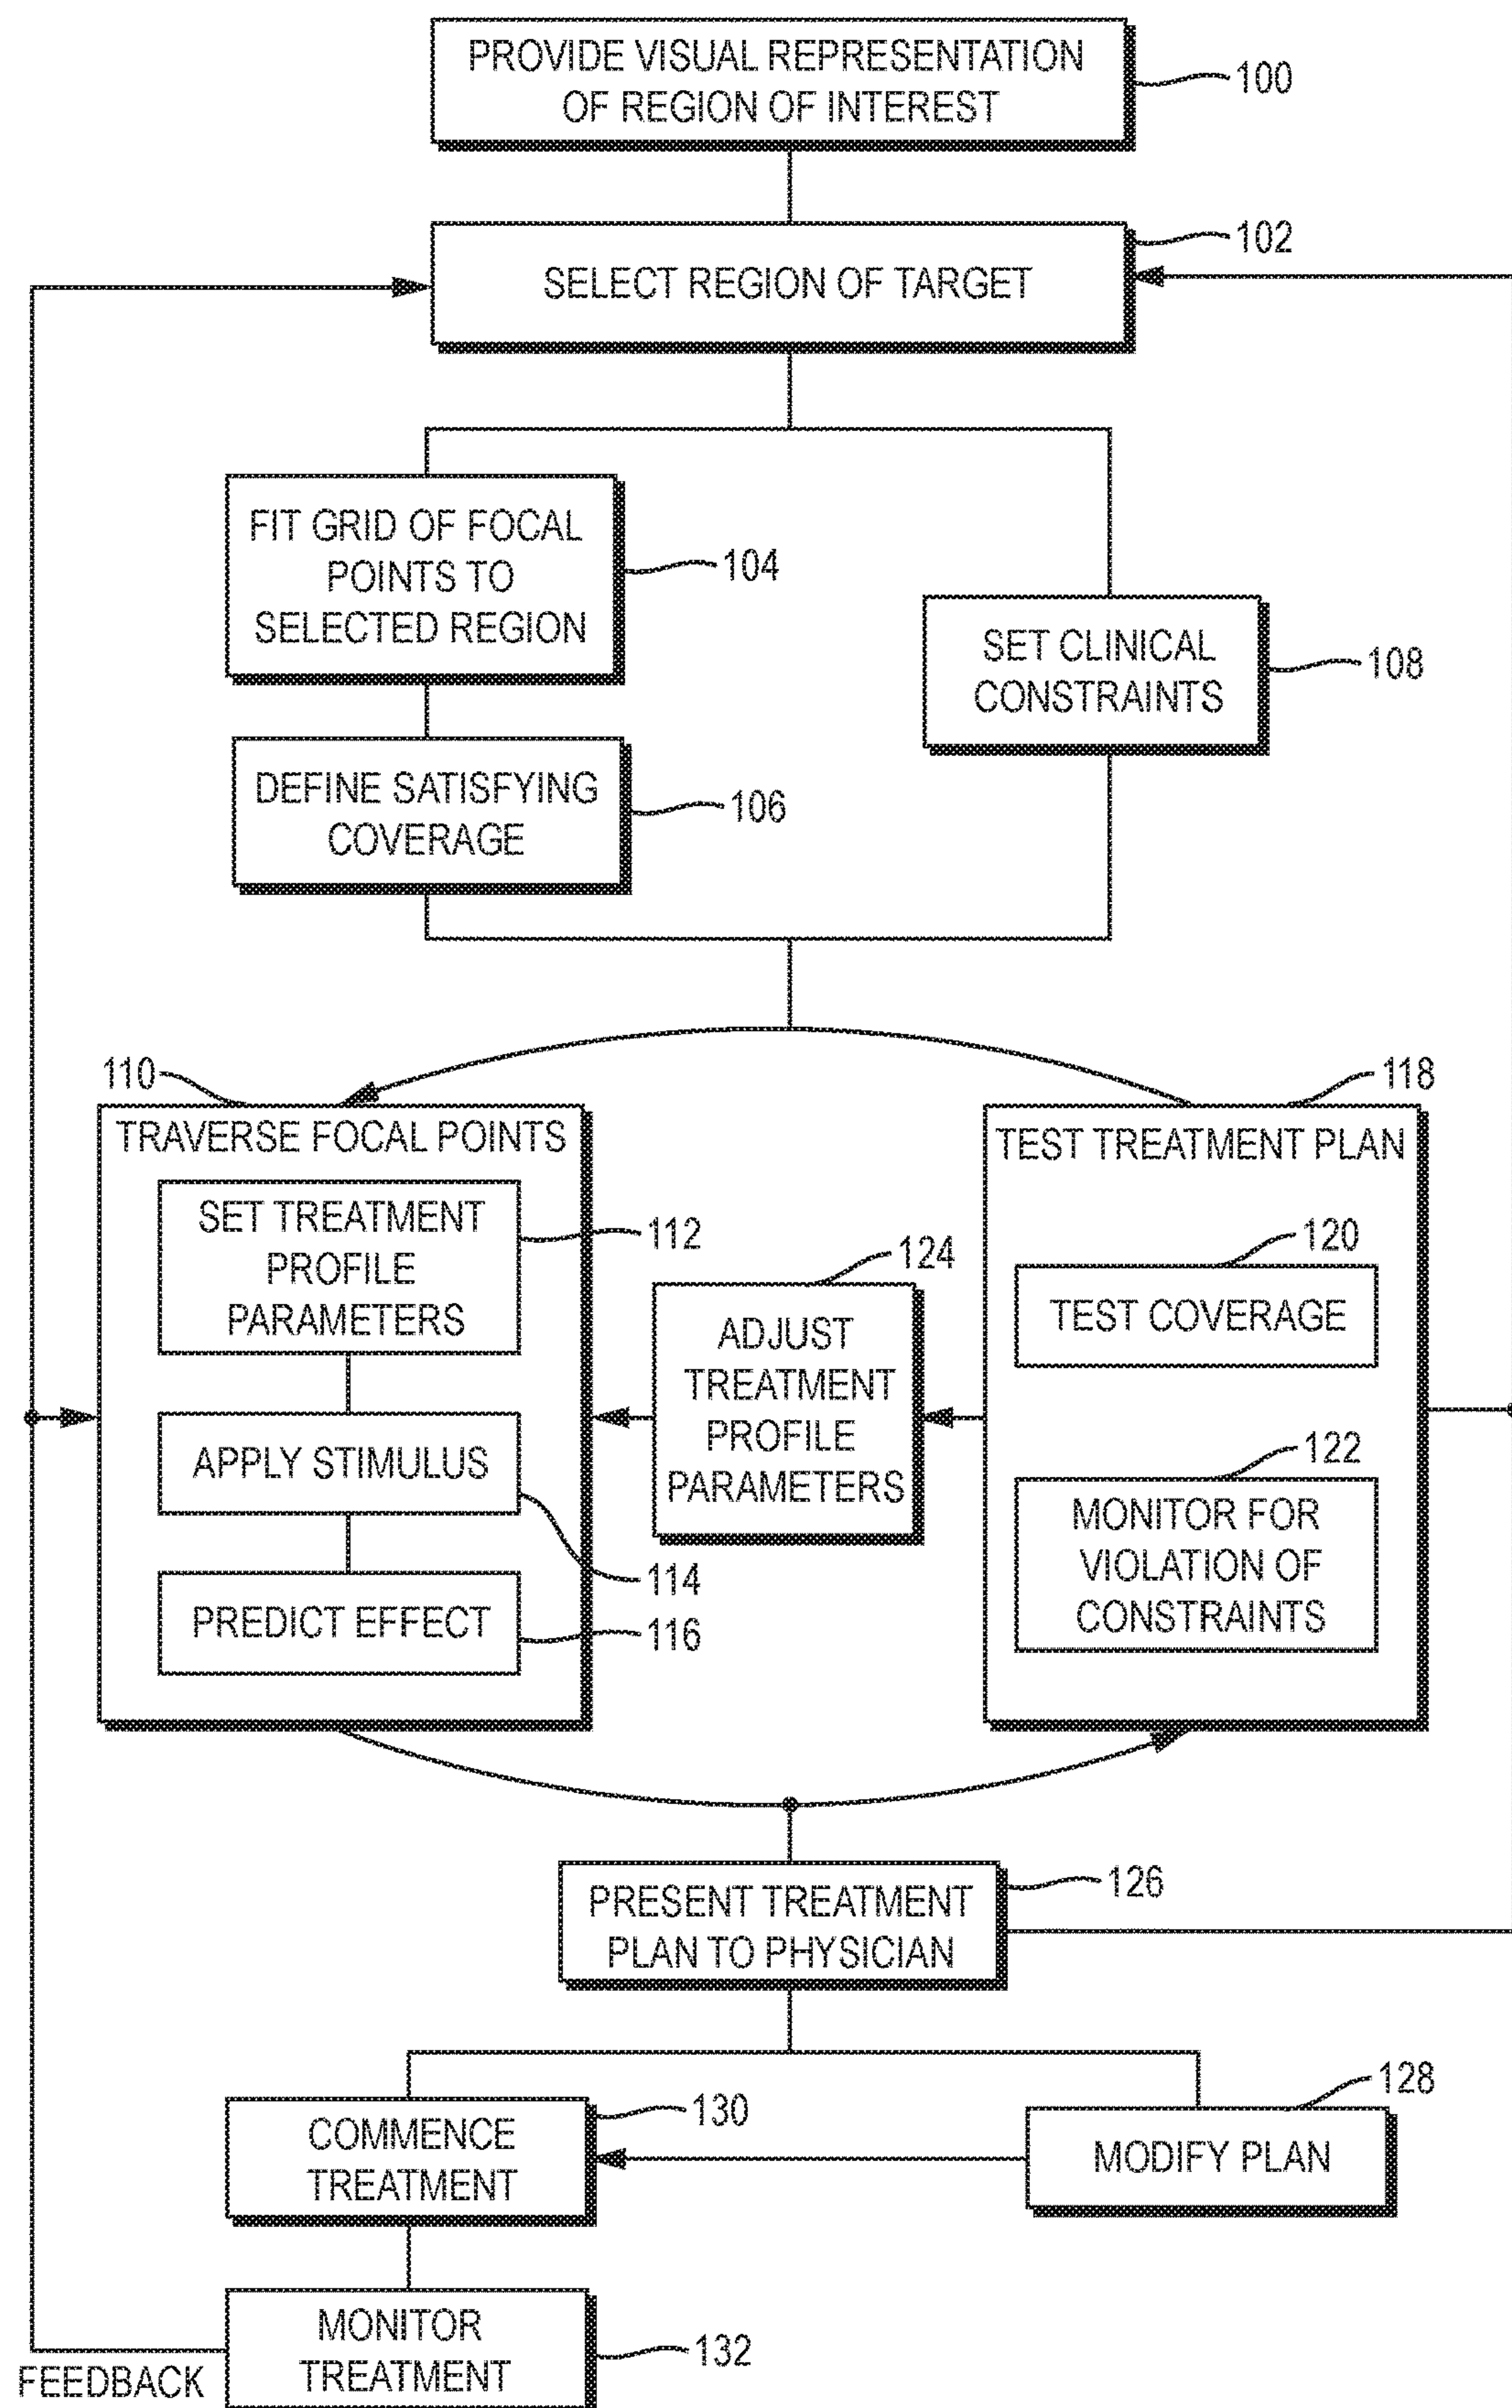 PROVIDE VISUAL REPRESENTATION
OF REGION OF INTEREST
100
102
SELECT REGION OF TARGET
FIT GRID OF FOCAL
POINTS TO
SELECTED REGION
104
SET CLINICAL
CONSTRAINTS
108
DEFINE SATISFYING
COVERAGE
106
110
TRAVERSE FOCAL POINTS
SET TREATMENT
PROFILE
PARAMETERS
112
APPLY STIMULUS
114
PREDICT EFFECT
116
124
ADJUST
TREATMENT
PROFILE
PARAMETERS
118
TEST TREATMENT PLAN
120
TEST COVERAGE
122
MONITOR FOR
VIOLATION OF
CONSTRAINTS
PRESENT TREATMENT
PLAN TO PHYSICIAN
126
COMMENCE
TREATMENT
130
128
MODIFY PLAN
MONITOR
TREATMENT
132
FEEDBACK